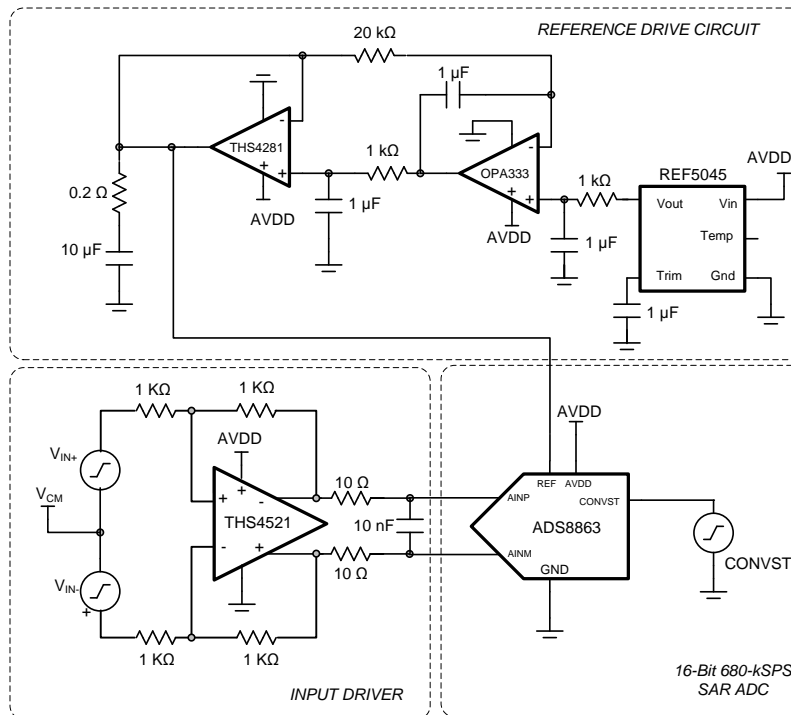 REFERENCE DRIVE CIRCUIT
20 kΩ
1 µF
-
THS4281
+
+
AVDD
1 kΩ
1 µF
-
OPA333
+
+
AVDD
1 kΩ
1 µF
REF5045
AVDD
Vout
Vin
Temp
Trim
Gnd
1 µF
0.2 Ω
10 µF
1 KΩ
1 KΩ
AVDD
VIN+
VCM
VIN-
+
+
-
+
-
+
THS4521
10 Ω
10 nF
10 Ω
1 KΩ
1 KΩ
INPUT DRIVER
AVDD
REF
AVDD
CONVST
AINP
ADS8863
AINM
GND
CONVST
16-Bit 680-kSPS
SAR ADC